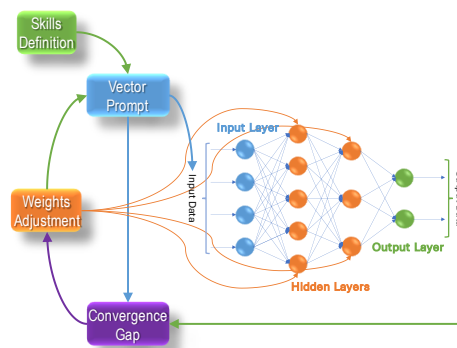 Skills
Definition
Vector
Prompt
Input Layer
Input Data
Weights
Adjustment
Output Layer
Hidden Layers
Convergence
Gap